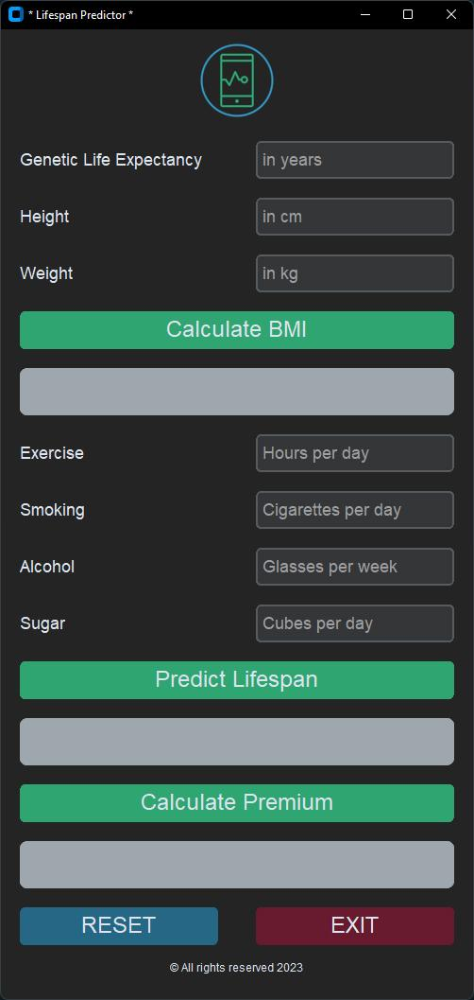 * Lifespan Predictor *
Genetic Life Expectancy in years
Height in cm
Weight in kg
Calculate BMI
Exercise Hours per day
Smoking Cigarettes per day
Alcohol Glasses per week
Sugar Cubes per day
Predict Lifespan
Calculate Premium
RESET EXIT
© All rights reserved 2023